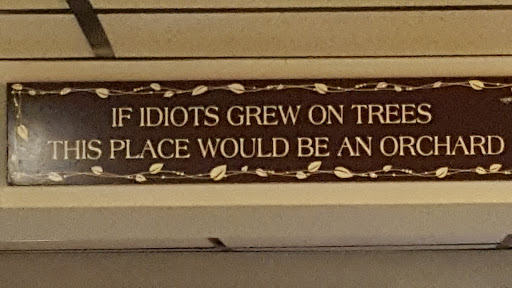 IF IDIOTS GREW ON TREES
THIS PLACE WOULD BE AN ORCHARD